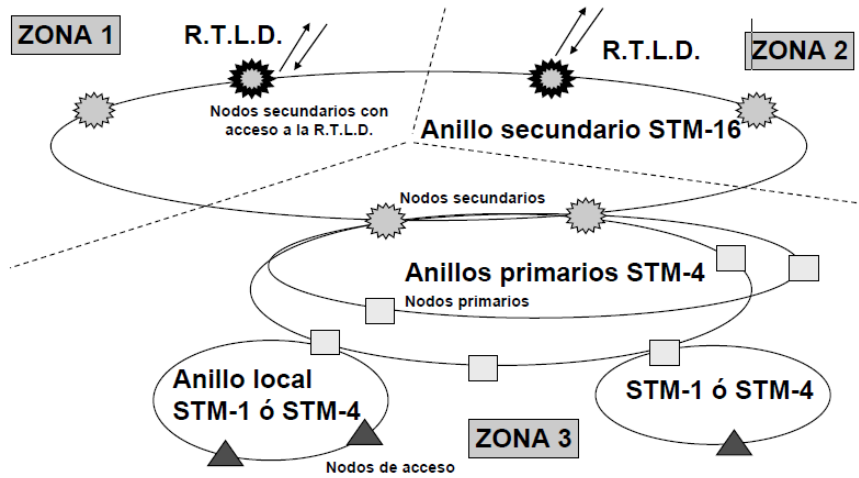 ZONA 1
R.T.L.D.
R.T.L.D.
ZONA 2
Nodos secundarios con
acceso a la R.T.L.D.
Anillo secundario STM-16
Nodos secundarios
Anillos primarios STM-4
Nodos primarios
Anillo local
STM-1 ó STM-4
STM-1 ó STM-4
ZONA 3
Nodos de acceso